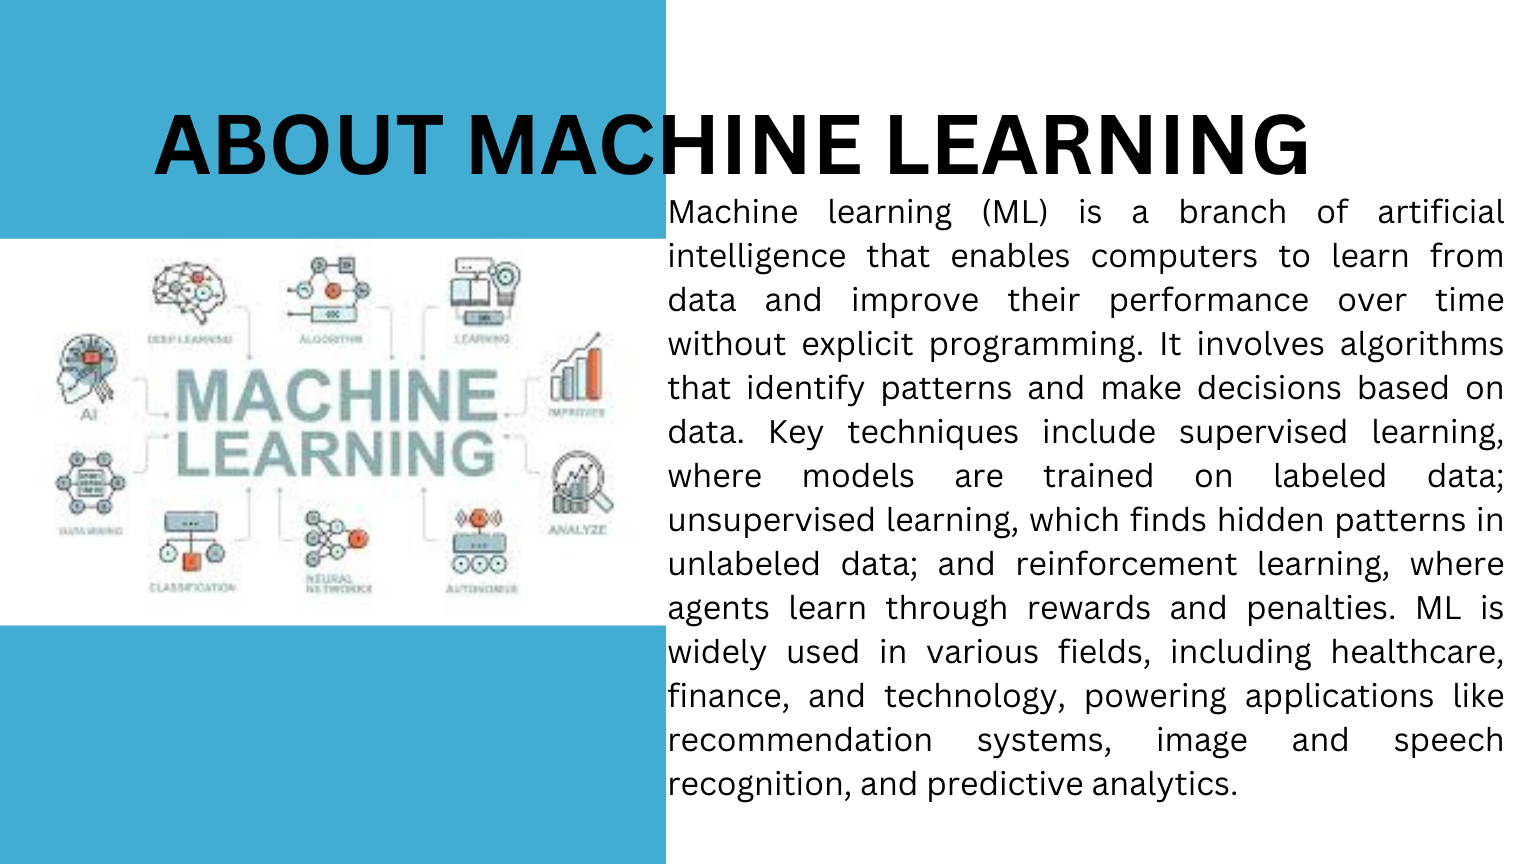 ABOUT MACHINE LEARNING
Machine learning (ML) is a branch of artificial
intelligence that enables computers to learn from
data and improve their performance over time
without explicit programming. It involves algorithms
that identify patterns and make decisions based on
data. Key techniques include supervised learning,
where models are trained on labeled data;
unsupervised learning, which finds hidden patterns in
unlabeled data; and reinforcement learning, where
agents learn through rewards and penalties. ML is
widely used in various fields, including healthcare,
finance, and technology, powering applications like
recommendation systems, image and speech
recognition, and predictive analytics.
DEEP LEARNING
ALGORITHM
LEARNING
AI
MACHINE
LEARNING
IMPROVES
DATA MINING
ANALYZE
CLASSIFICATION
NEURAL
NETWORKS
AUTONOMUS